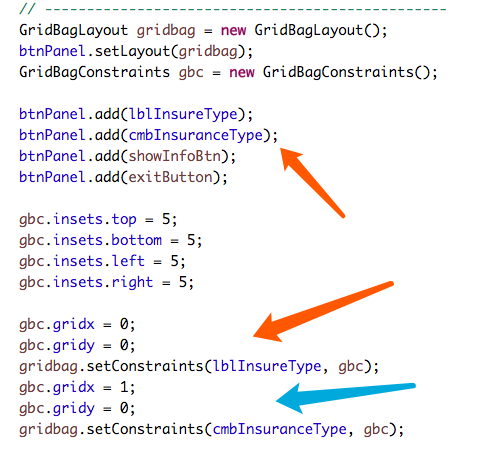 // ------------------------------------------------
GridBagLayout gridbag = new GridBagLayout();
btnPanel.setLayout(gridbag);
GridBagConstraints gbc = new GridBagConstraints();
btnPanel.add(lblInsureType);
btnPanel.add(cmbInsuranceType);
btnPanel.add(showInfoBtn);
btnPanel.add(exitButton);
gbc.insets.top = 5;
gbc.insets.bottom = 5;
gbc.insets.left = 5;
gbc.insets.right = 5;
gbc.gridx = 0;
gbc.gridy = 0;
gridbag.setConstraints(lblInsureType, gbc);
gbc.gridx = 1;
gbc.gridy = 0;
gridbag.setConstraints(cmbInsuranceType, gbc);